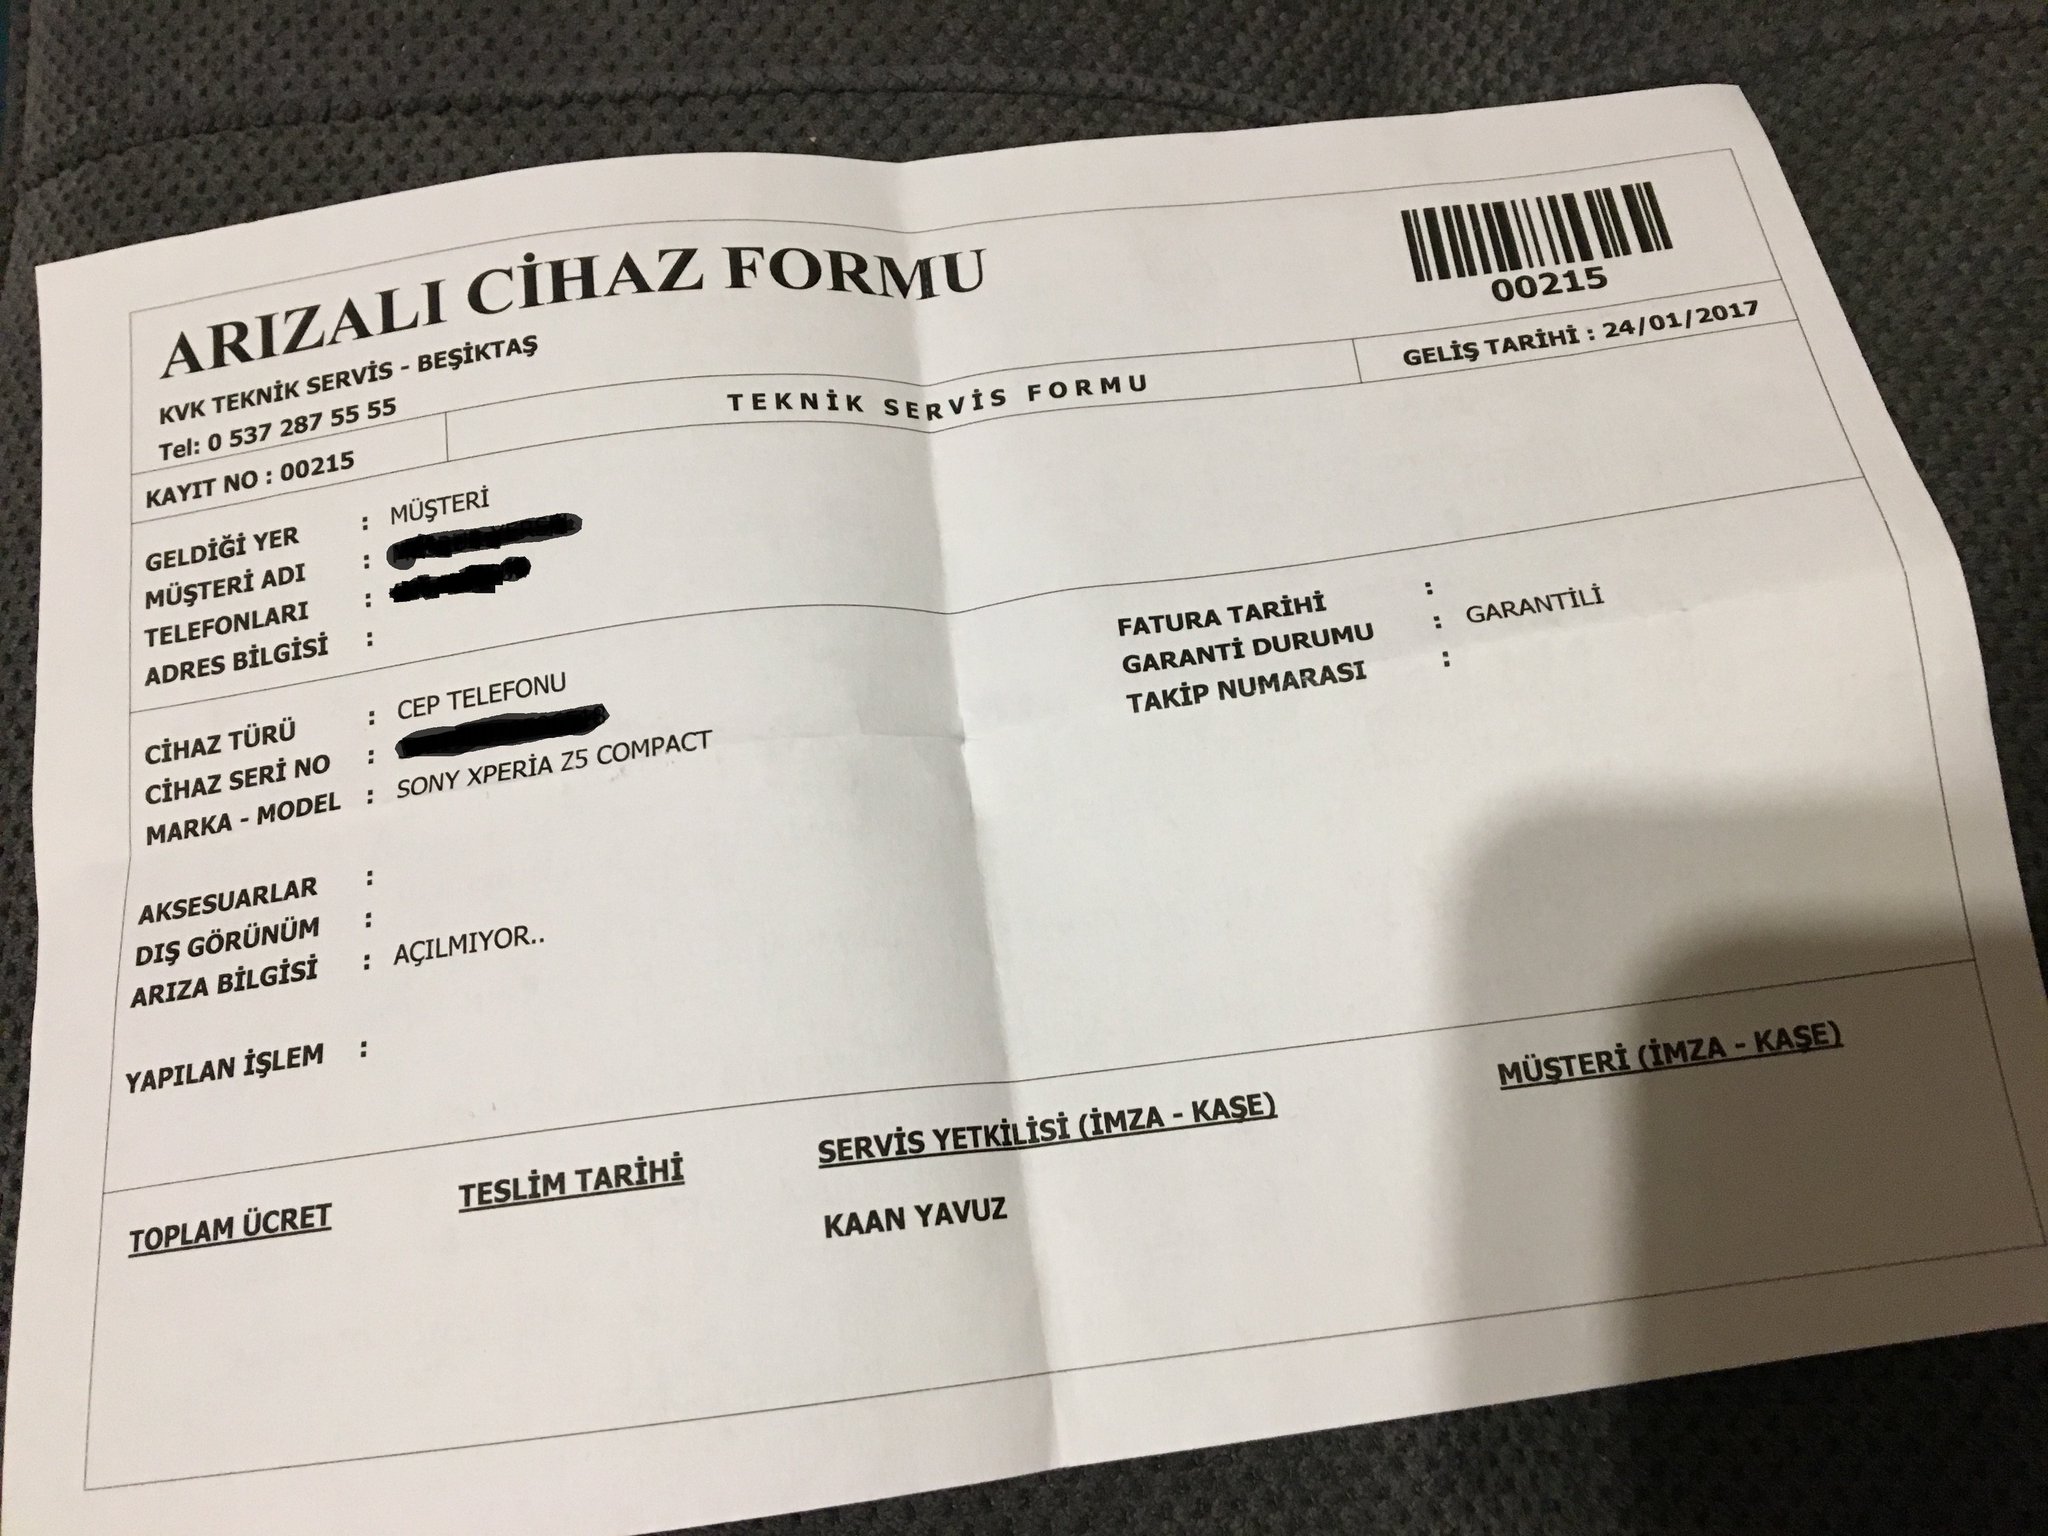 ARIZALI CİHAZ FORMU
00215
KVK TEKNİK SERVİS - BEŞİKTAŞ
Tel: 0 537 287 55 55
KAYIT NO : 00215
TEKNİK SERVİS FORMU
GELİŞ TARİHİ : 24/01/2017
GELDİĞİ YER : MÜŞTERİ
MÜŞTERİ ADI :
TELEFONLARI :
ADRES BİLGİSİ :
CİHAZ TÜRÜ : CEP TELEFONU
CİHAZ SERİ NO :
MARKA - MODEL : SONY XPERİA Z5 COMPACT
FATURA TARİHİ :
GARANTİ DURUMU : GARANTİLİ
TAKİP NUMARASI :
AKSESUARLAR :
DIŞ GÖRÜNÜM :
ARIZA BİLGİSİ : AÇILMIYOR..
YAPILAN İŞLEM :
TOPLAM ÜCRET
TESLİM TARİHİ
SERVİS YETKİLİSİ (İMZA - KAŞE)
KAAN YAVUZ
MÜŞTERİ (İMZA - KAŞE)